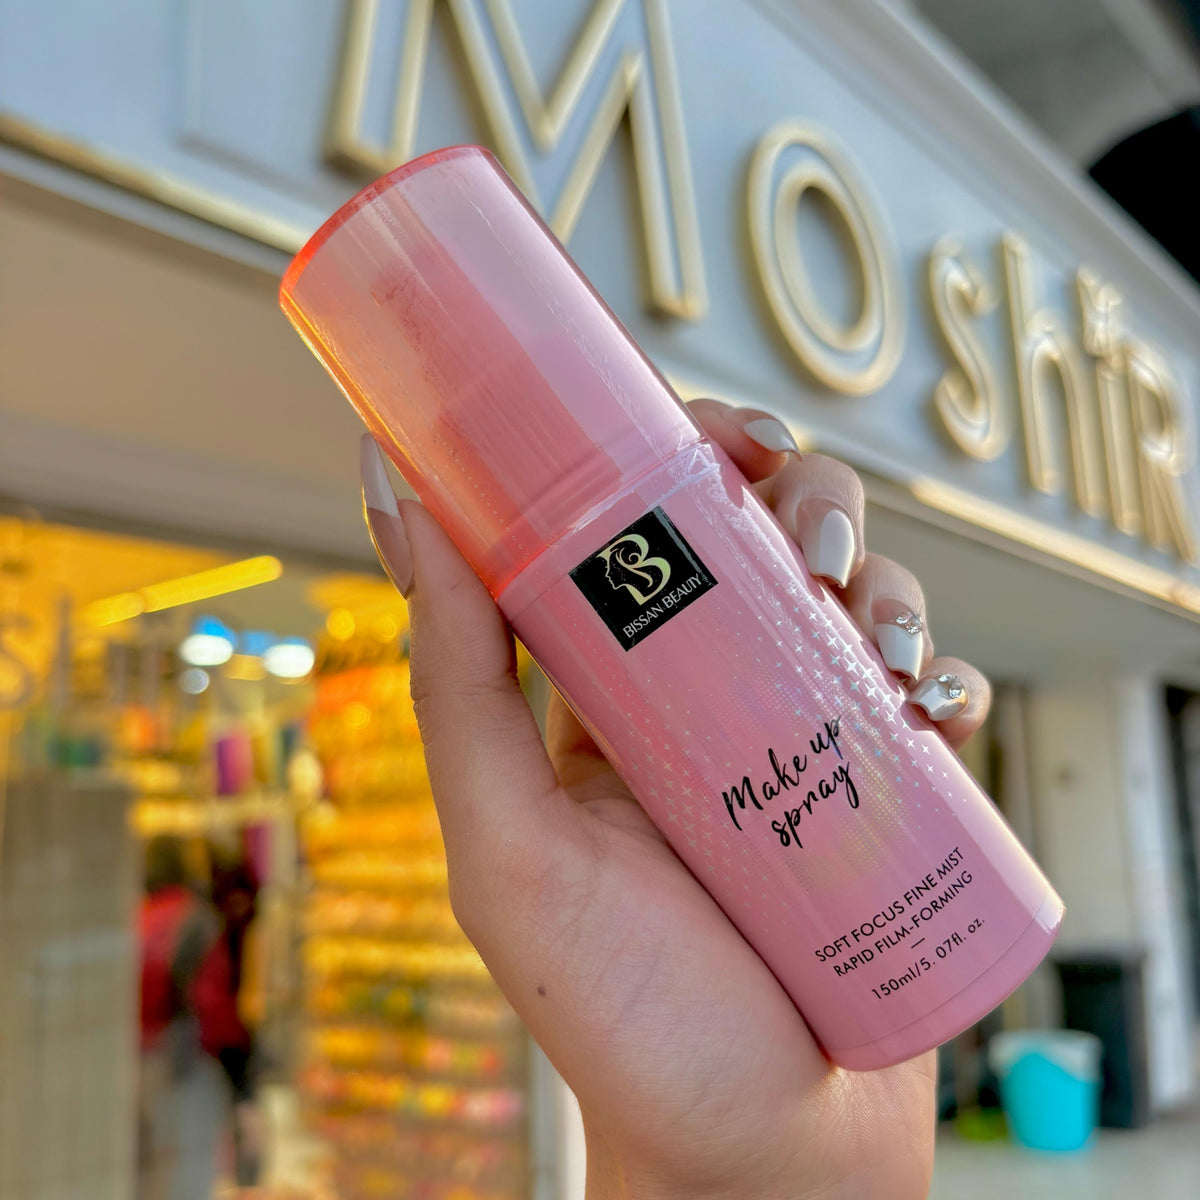 Moshir
B
BISSAN BEAUTY
Make up
spray
SOFT FOCUS FINE MIST
RAPID FILM-FORMING
150ml/5. 07fl. oz.